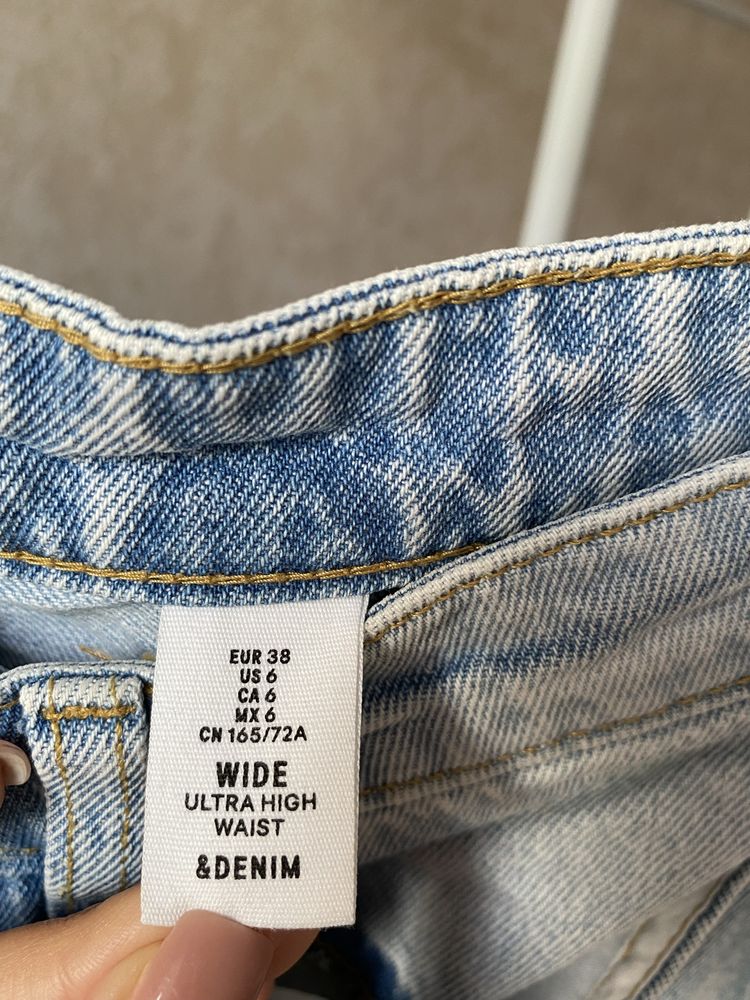 EUR 38
US 6
CA 6
MX 6
CN 165/72A
WIDE
ULTRA HIGH
WAIST
&DENIM